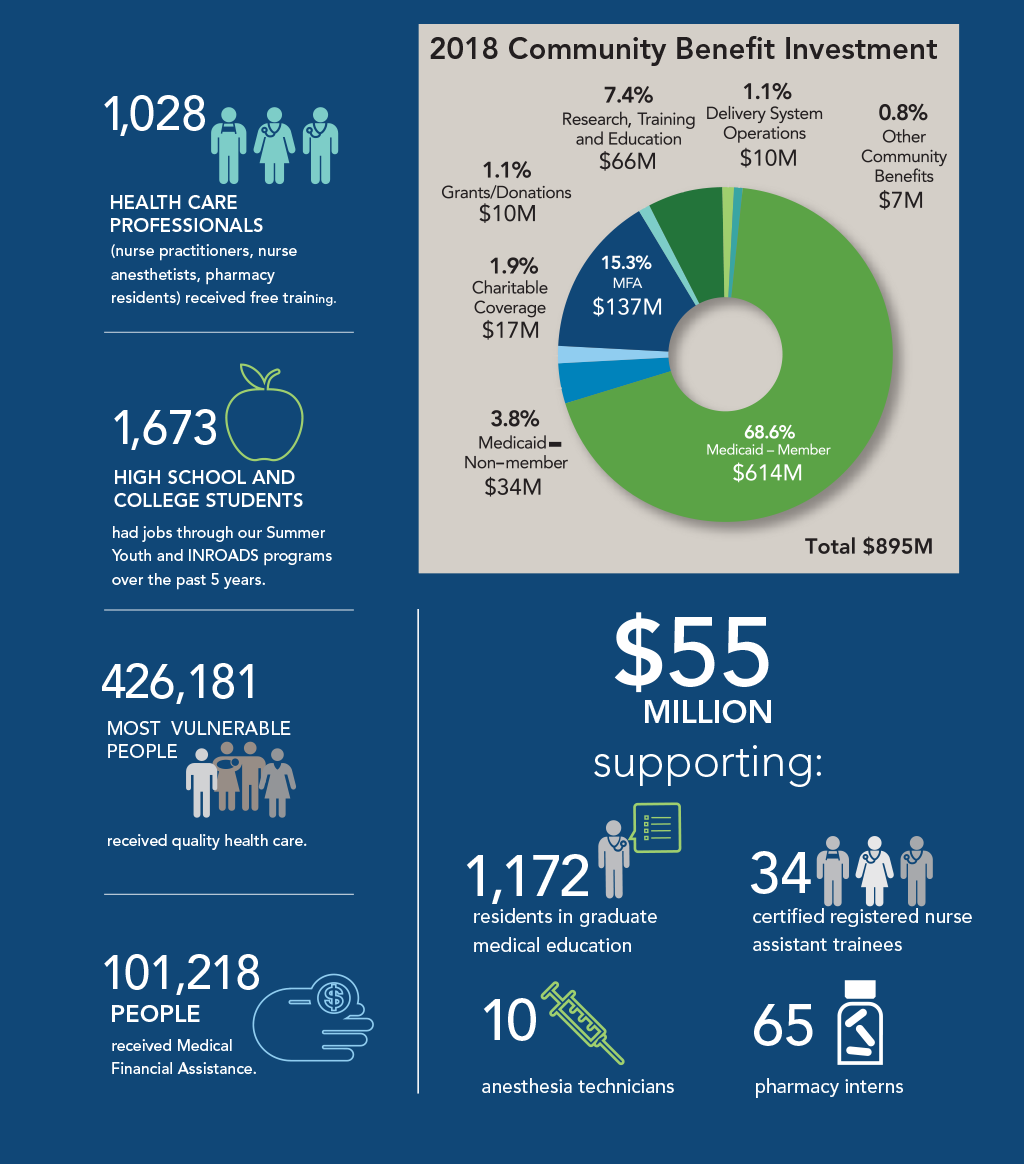 1,028
HEALTH CARE
PROFESSIONALS
(nurse practitioners, nurse
anesthetists, pharmacy
residents) received free training.
1,673
HIGH SCHOOL AND
COLLEGE STUDENTS
had jobs through our Summer
Youth and INROADS programs
over the past 5 years.
426,181
MOST VULNERABLE
PEOPLE
received quality health care.
101,218
PEOPLE
$
received Medical
Financial Assistance.
2018 Community Benefit Investment
7.4%
Research, Training
and Education
$66M
1.1%
Delivery System
Operations
$10M
0.8%
Other
Community
Benefits
$7M
1.1%
Grants/Donations
$10M
15.3%
MFA
$137M
1.9%
Charitable
Coverage
$17M
3.8%
Medicaid–
Non–member
$34M
68.6%
Medicaid – Member
$614M
Total $895M
$55
MILLION
supporting:
1,172
residents in graduate
medical education
34
certified registered nurse
assistant trainees
10
anesthesia technicians
65
pharmacy interns